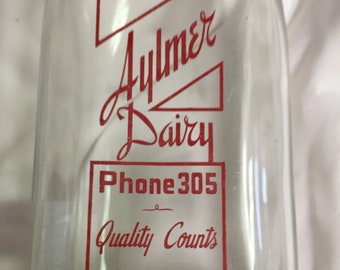 Aylmer
Dairy
Phone 305
Quality Counts